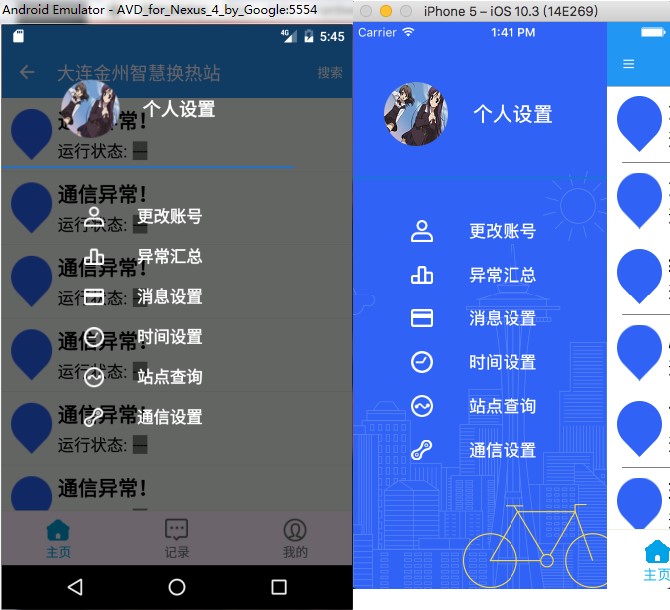 Android Emulator - AVD_for_Nexus_4_by_Google:5554
4G 5:45
大连金州智慧换热站 搜索
个人设置
通信异常!
运行状态:
通信异常!
运行状态:
更改账号
通信异常!
异常汇总
运行状态:
消息设置
通信异常!
时间设置
运行状态:
站点查询
通信异常!
通信设置
运行状态:
通信异常!
主页 记录 我的
iPhone 5 – iOS 10.3 (14E269)
Carrier 1:41 PM
个人设置
更改账号
异常汇总
消息设置
时间设置
站点查询
通信设置
主页